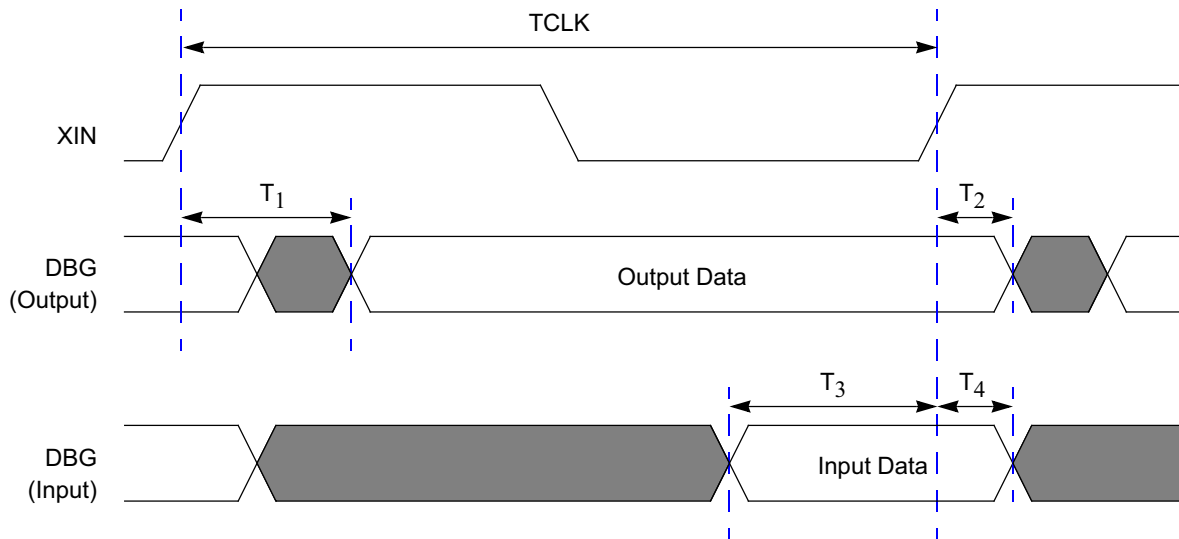 TCLK
XIN
T1
T2
DBG
(Output)
Output Data
T3
T4
DBG
(Input)
Input Data